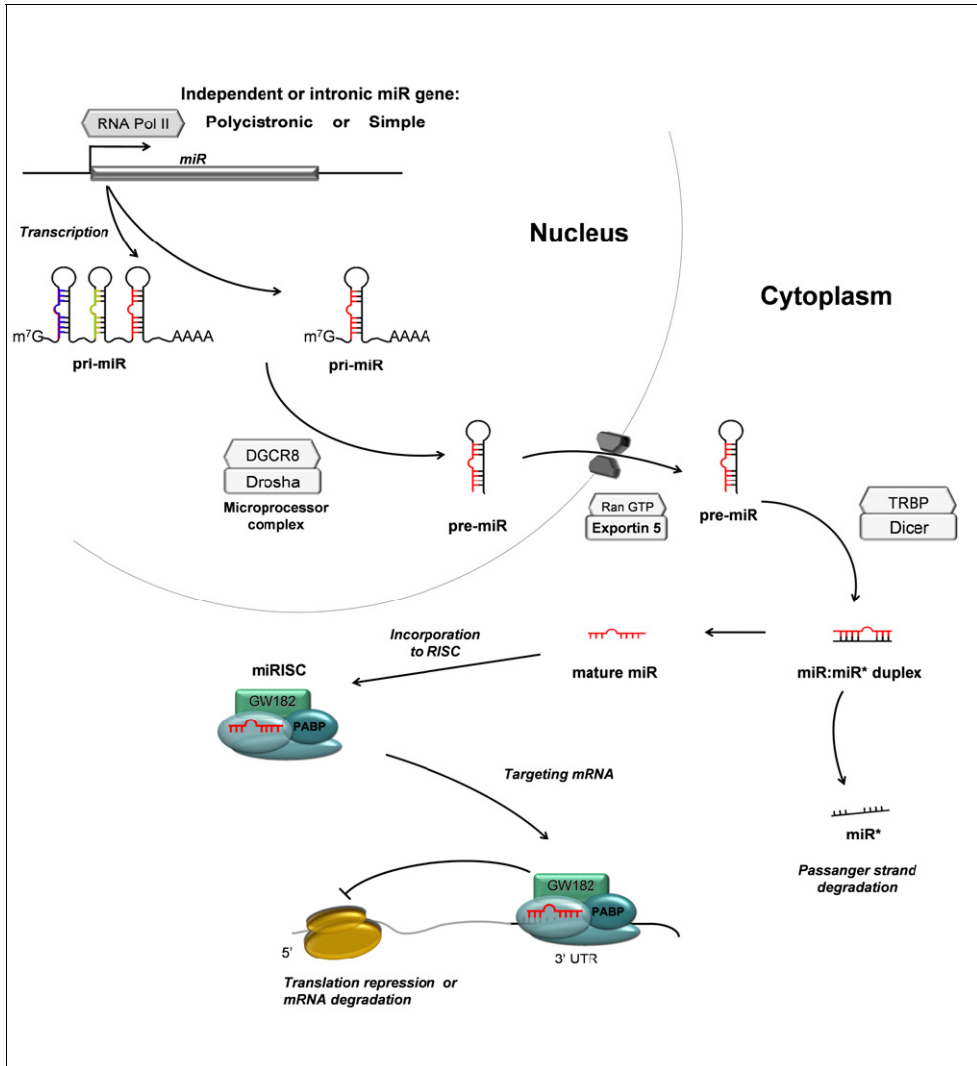 Independent or intronic miR gene:
Polycistronic or Simple
RNA Pol II
miR
Transcription
Nucleus
Cytoplasm
m⁷G
AAAA
pri-miR
m⁷G
AAAA
pri-miR
DGCR8
Drosha
Microprocessor
complex
pre-miR
Ran GTP
Exportin 5
pre-miR
TRBP
Dicer
Incorporation
to RISC
mature miR
miR:miR* duplex
miRISC
GW182
PABP
Targeting mRNA
miR*
Passanger strand
degradation
GW182
PABP
5'
3' UTR
Translation repression or
mRNA degradation